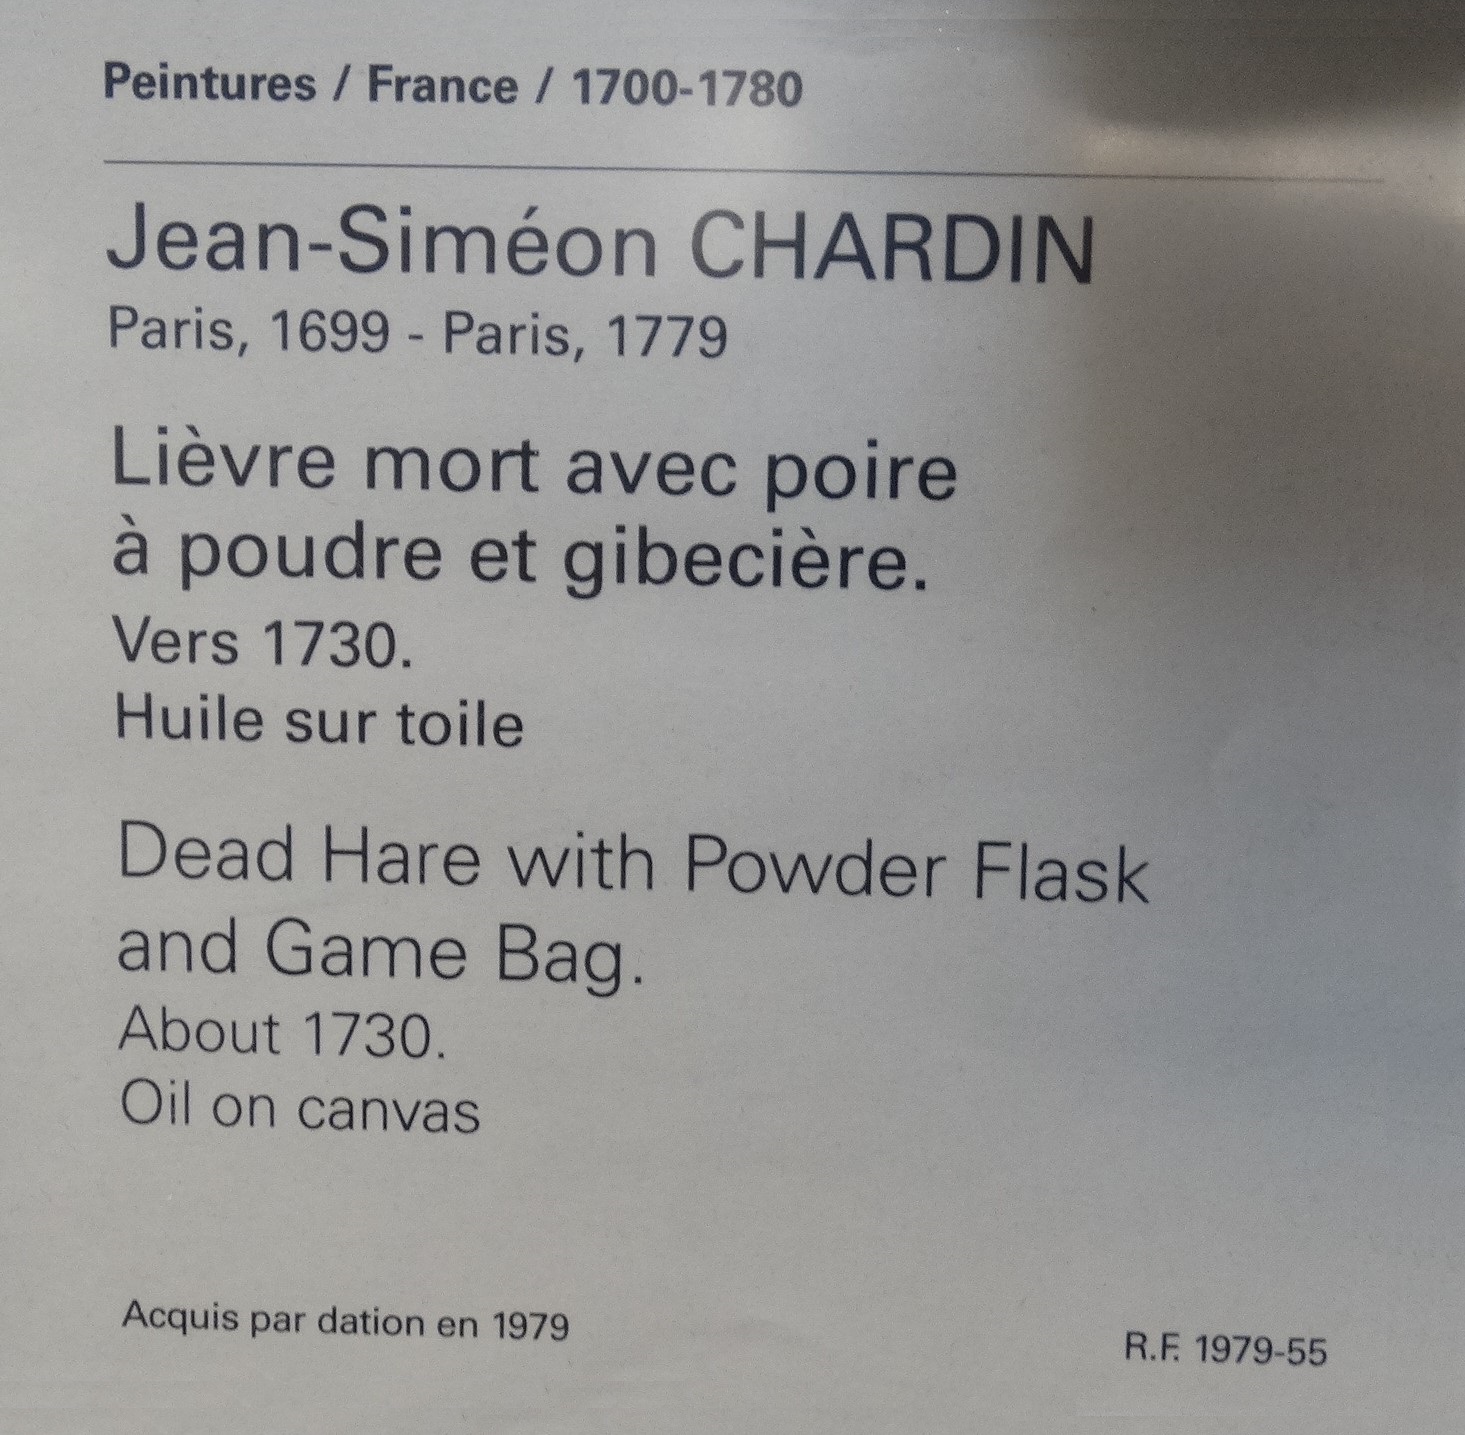 Peintures / France / 1700-1780
Jean-Siméon CHARDIN
Paris, 1699 - Paris, 1779
Lièvre mort avec poire
à poudre et gibecière.
Vers 1730.
Huile sur toile
Dead Hare with Powder Flask
and Game Bag.
About 1730.
Oil on canvas
Acquis par dation en 1979
R.F. 1979-55